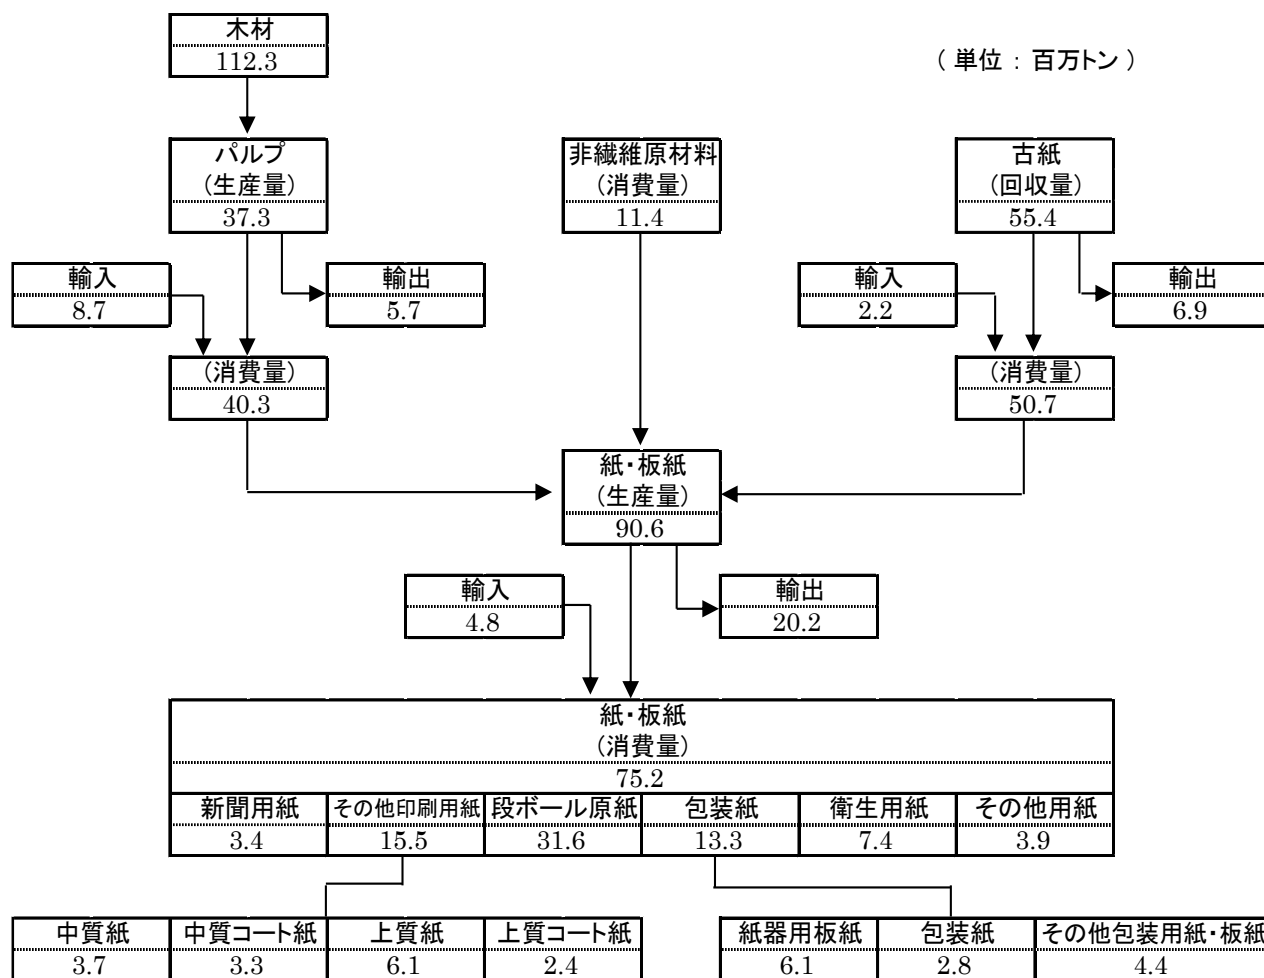 木材
112.3
（ 単位 ： 百万トン ）
パルプ
（生産量）
37.3
非繊維原材料
（消費量）
11.4
古紙
（回収量）
55.4
輸入
8.7
輸出
5.7
輸入
2.2
輸出
6.9
（消費量）
40.3
（消費量）
50.7
紙・板紙
（生産量）
90.6
輸入
4.8
輸出
20.2
紙・板紙
（消費量）
75.2
新聞用紙 その他印刷用紙 段ボール原紙 包装紙 衛生用紙 その他用紙
3.4 15.5 31.6 13.3 7.4 3.9
中質紙 中質コート紙 上質紙 上質コート紙
3.7 3.3 6.1 2.4
紙器用板紙 包装紙 その他包装用紙・板紙
6.1 2.8 4.4